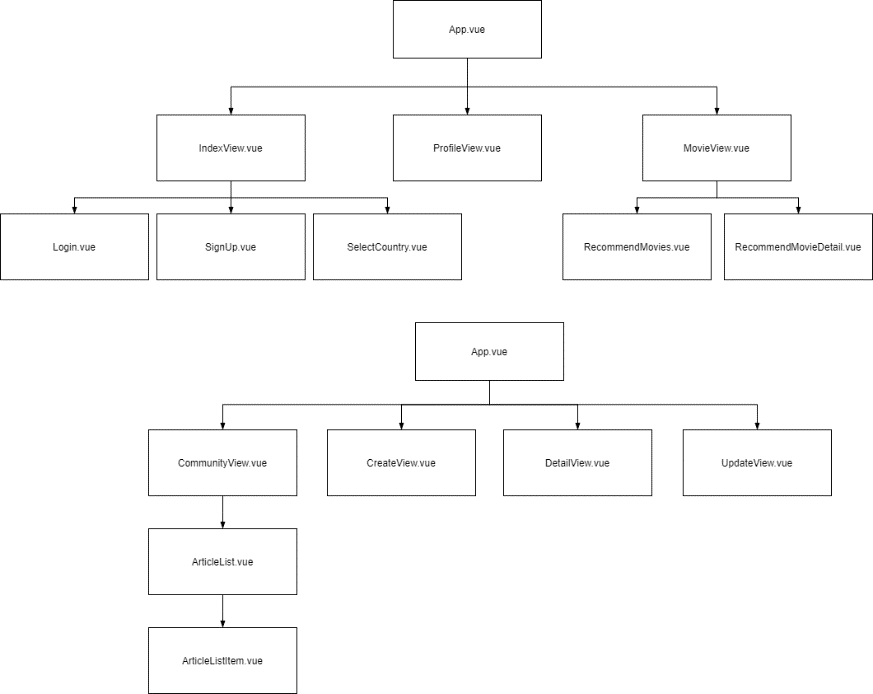 App.vue
IndexView.vue
ProfileView.vue
MovieView.vue
Login.vue
SignUp.vue
SelectCountry.vue
RecommendMovies.vue
RecommendMovieDetail.vue
App.vue
CommunityView.vue
CreateView.vue
DetailView.vue
UpdateView.vue
ArticleList.vue
ArticleListItem.vue